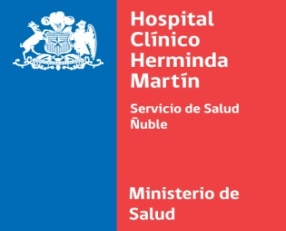 Hospital
Clínico
Herminda
Martín
Servicio de Salud
Ñuble
Ministerio de
Salud